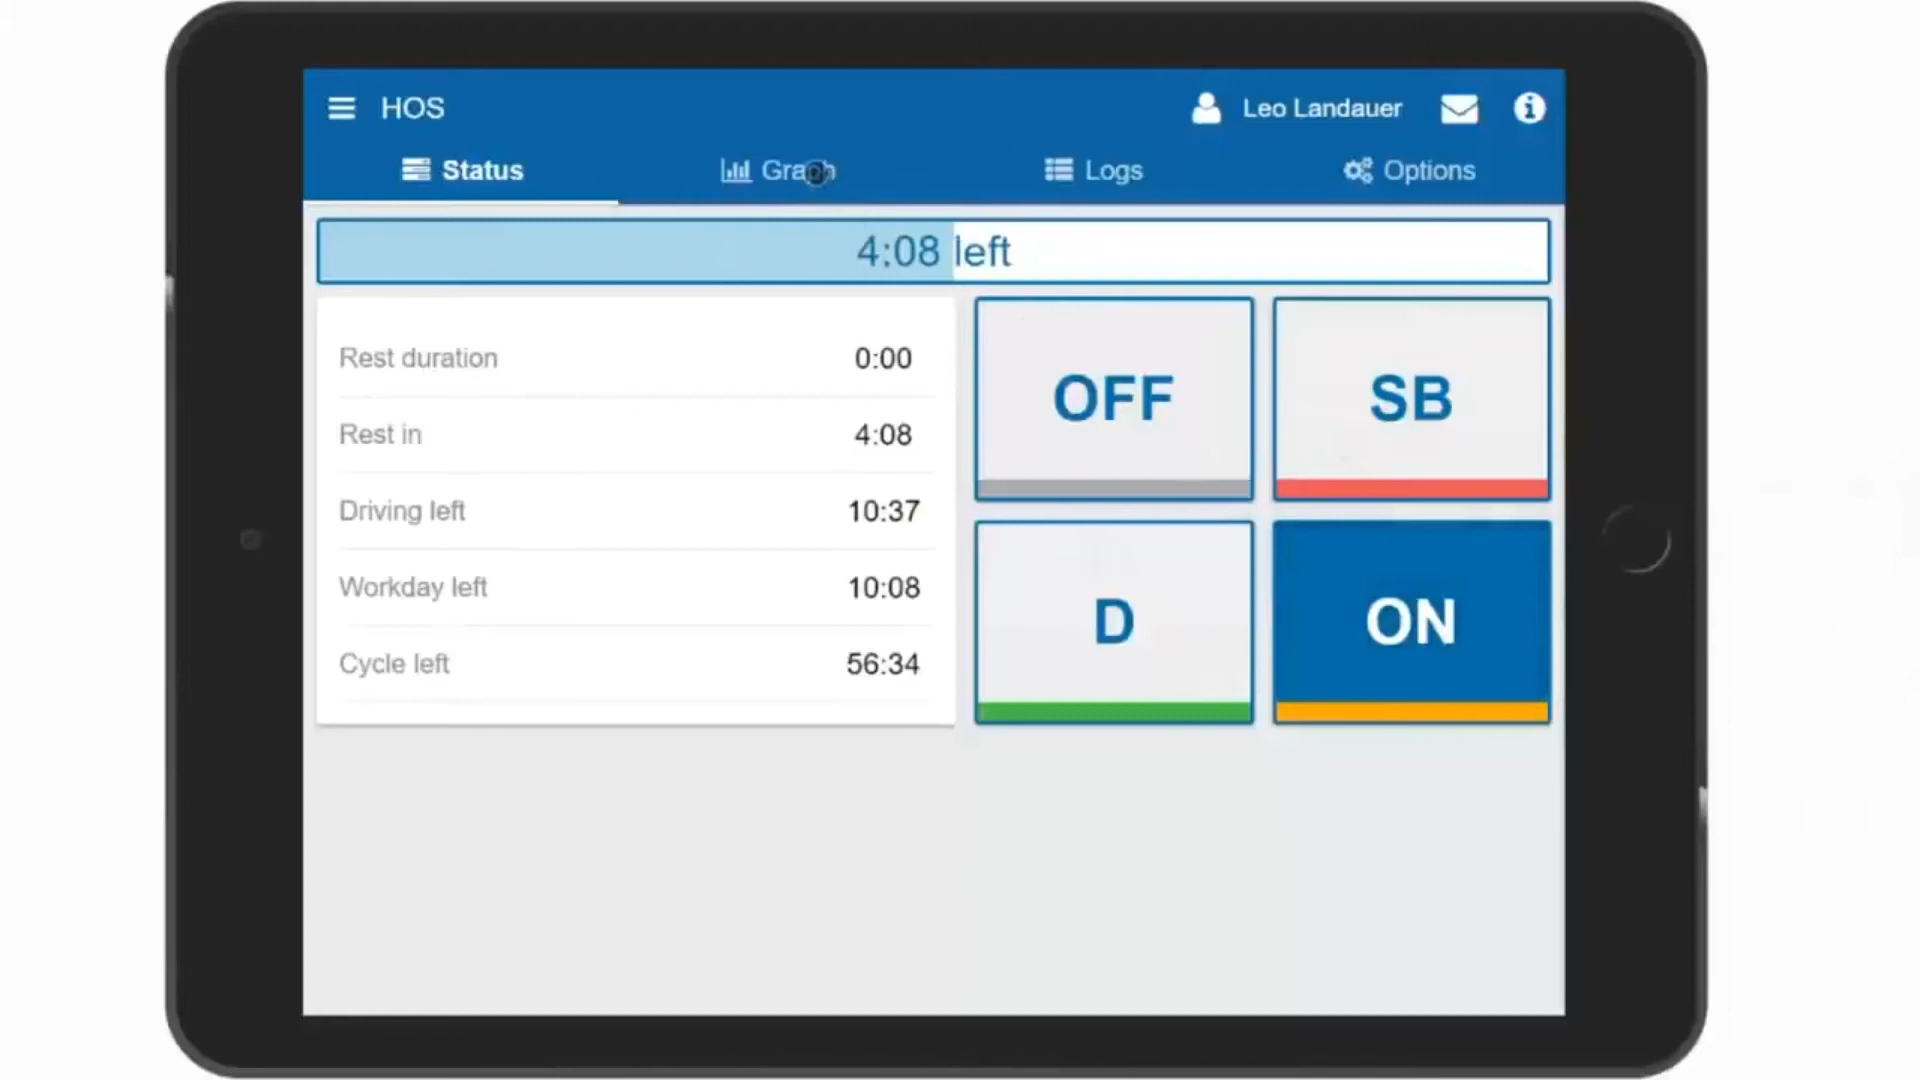 HOS
Leo Landauer
Status
Graph
Logs
Options
4:08 left
Rest duration 0:00
Rest in 4:08
Driving left 10:37
Workday left 10:08
Cycle left 56:34
OFF
SB
D
ON